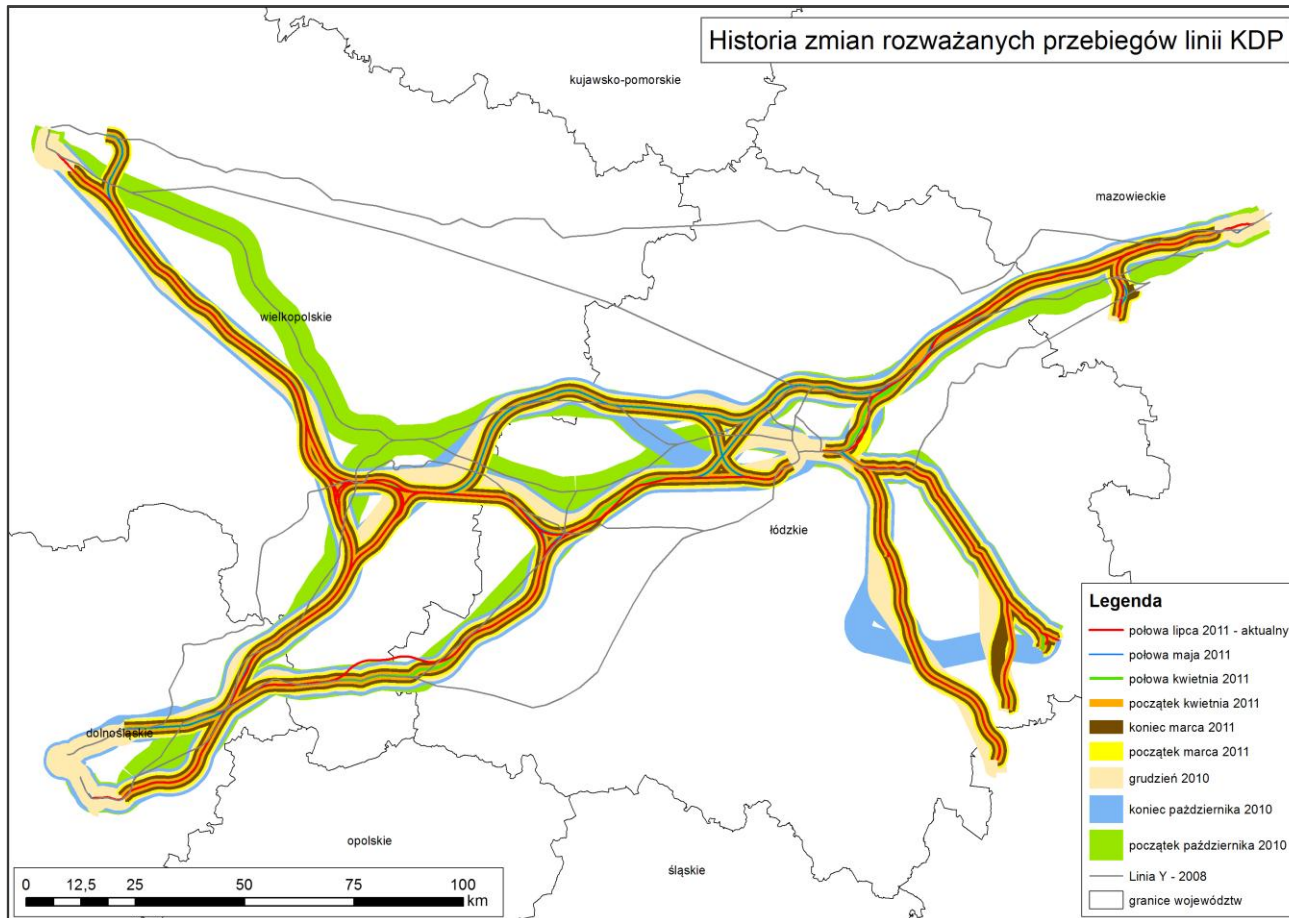 Historia zmian rozważanych przebiegów linii KDP
kujawsko-pomorskie
mazowieckie
wielkopolskie
łódzkie
dolnośląskie
opolskie
śląskie
Legenda
połowa lipca 2011 - aktualny
połowa maja 2011
połowa kwietnia 2011
początek kwietnia 2011
koniec marca 2011
początek marca 2011
grudzień 2010
koniec października 2010
początek października 2010
Linia Y - 2008
granice województw
0 12,5 25 50 75 100
km